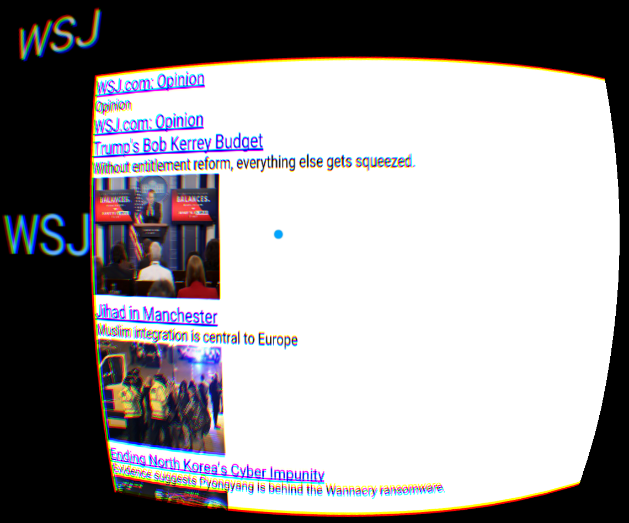 WSJ
WSJ.com: Opinion
Opinion
WSJ.com: Opinion
Trump's Bob Kerrey Budget
Without entitlement reform, everything else gets squeezed.
BALANCES.
BALANCES.
WSJ
Jihad in Manchester
Muslim integration is central to Europe
Ending North Korea's Cyber Impunity
Evidence suggests Pyongyang is behind the Wannacry ransomware.